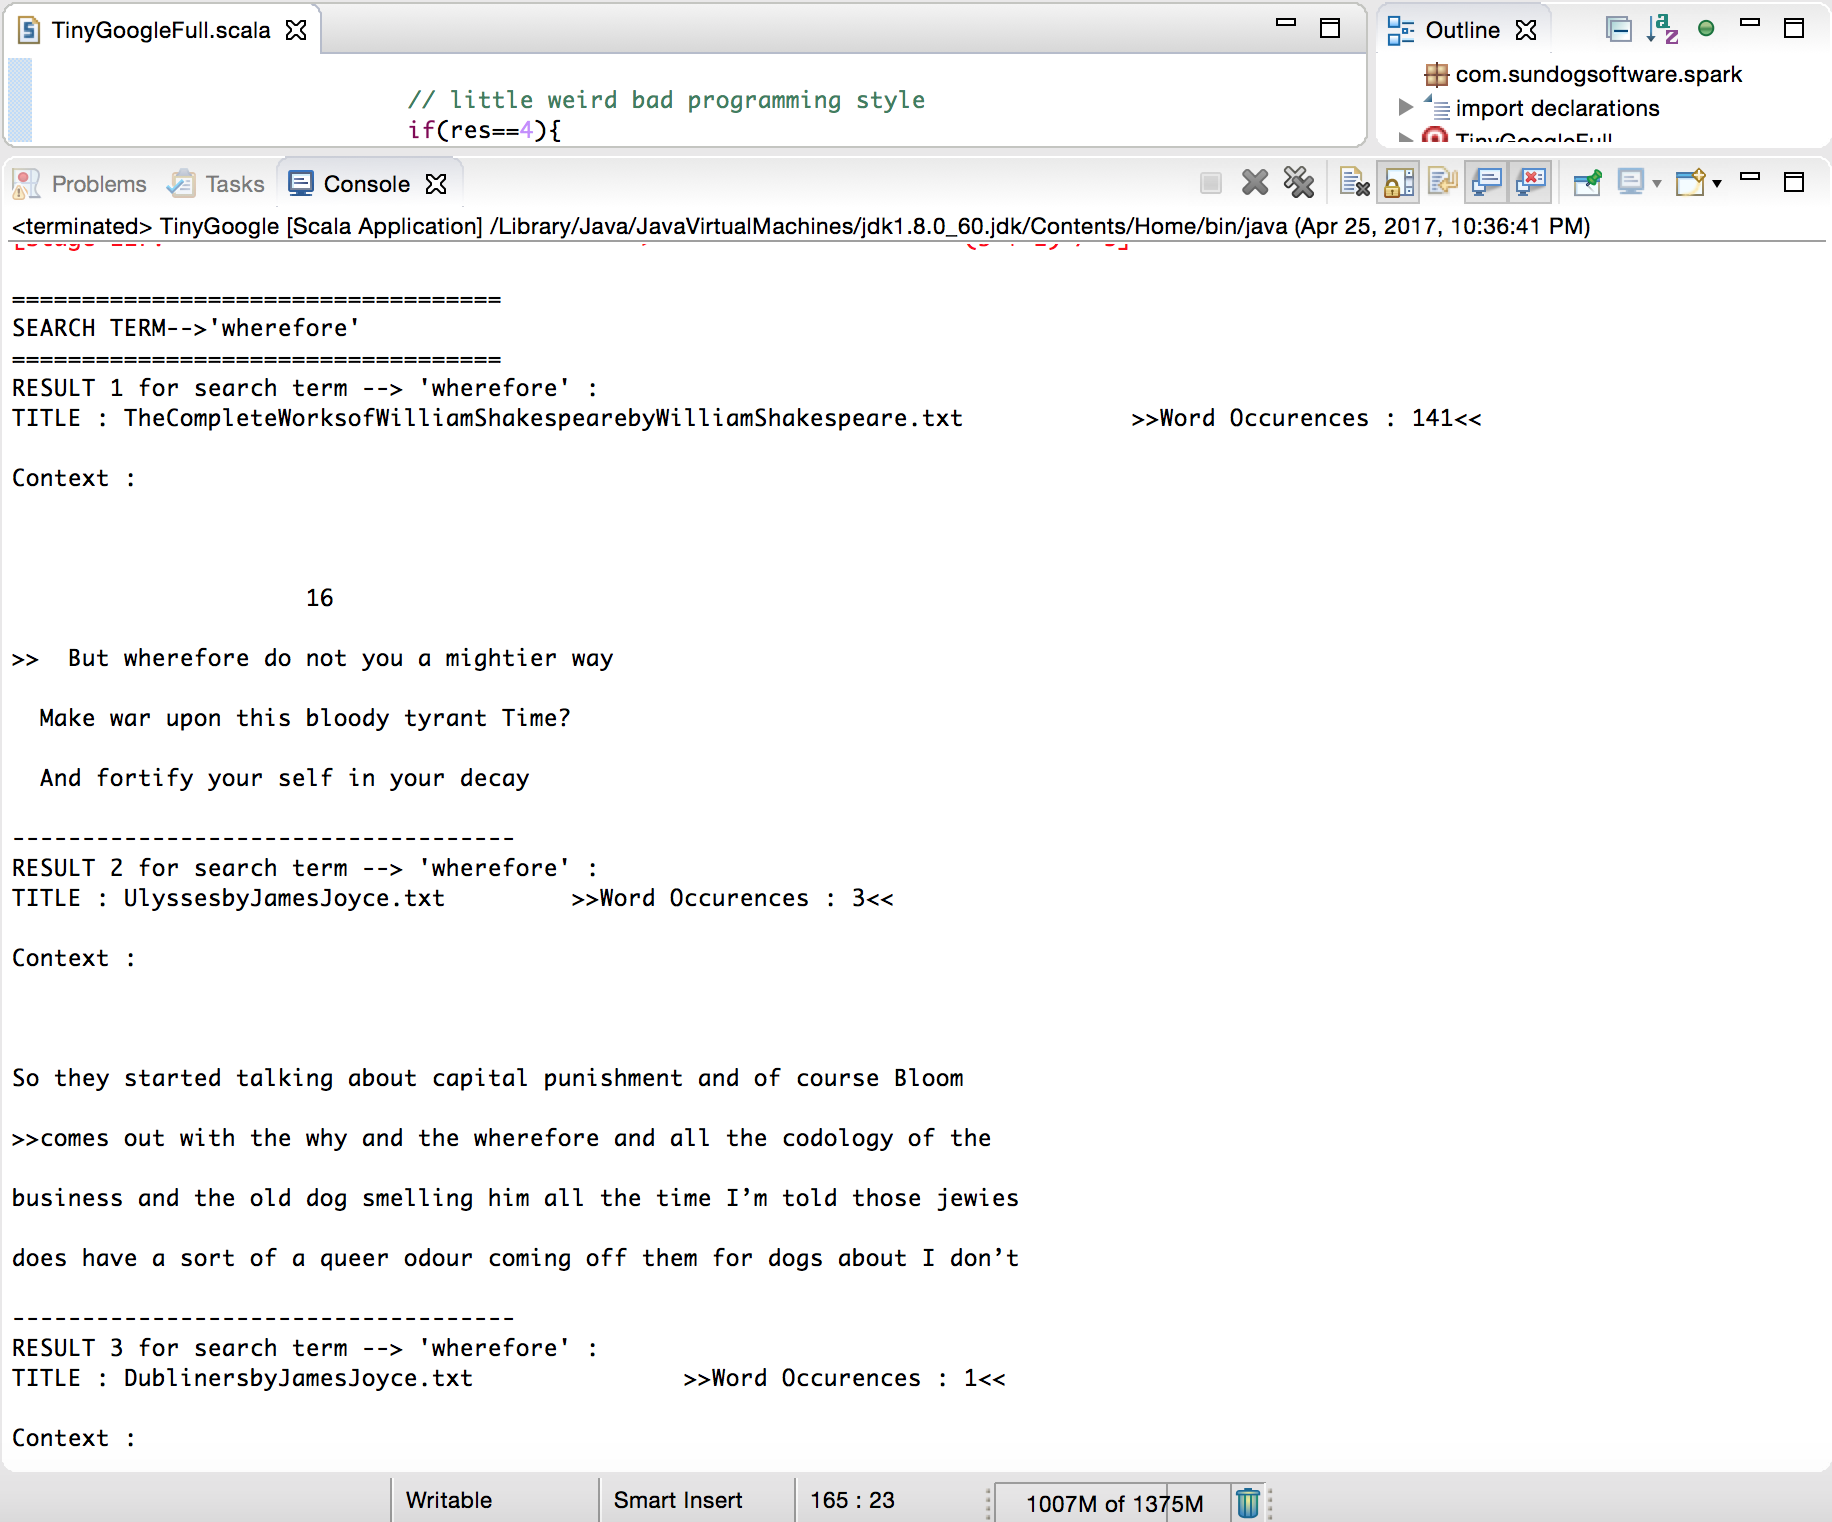 TinyGoogleFull.scala
// little weird bad programming style
if(res==4){
Outline
com.sundogsoftware.spark
import declarations
TinyGoogleFull
Problems Tasks Console
<terminated> TinyGoogle [Scala Application] /Library/Java/JavaVirtualMachines/jdk1.8.0_60.jdk/Contents/Home/bin/java (Apr 25, 2017, 10:36:41 PM)
===================================
SEARCH TERM-->'wherefore'
===================================
RESULT 1 for search term --> 'wherefore' :
TITLE : TheCompleteWorksofWilliamShakespearebyWilliamShakespeare.txt >>Word Occurences : 141<<
Context :
16
>>  But wherefore do not you a mightier way
Make war upon this bloody tyrant Time?
And fortify your self in your decay
------------------------------------
RESULT 2 for search term --> 'wherefore' :
TITLE : UlyssesbyJamesJoyce.txt >>Word Occurences : 3<<
Context :
So they started talking about capital punishment and of course Bloom
>>comes out with the why and the wherefore and all the codology of the
business and the old dog smelling him all the time I’m told those jewies
does have a sort of a queer odour coming off them for dogs about I don’t
------------------------------------
RESULT 3 for search term --> 'wherefore' :
TITLE : DublinersbyJamesJoyce.txt >>Word Occurences : 1<<
Context :
Writable Smart Insert 165 : 23 1007M of 1375M